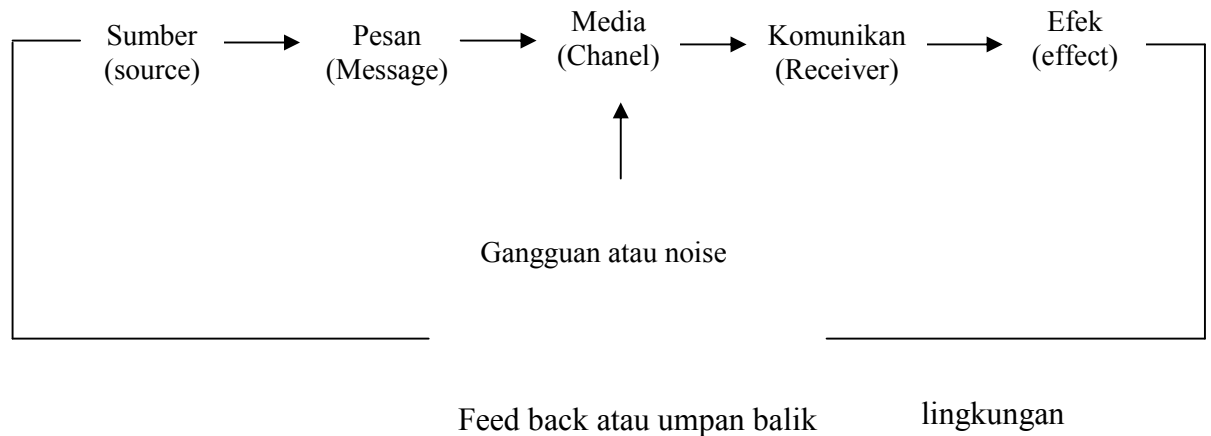 Sumber
(source)
Pesan
(Message)
Media
(Chanel)
Komunikan
(Receiver)
Efek
(effect)
Gangguan atau noise
Feed back atau umpan balik
lingkungan